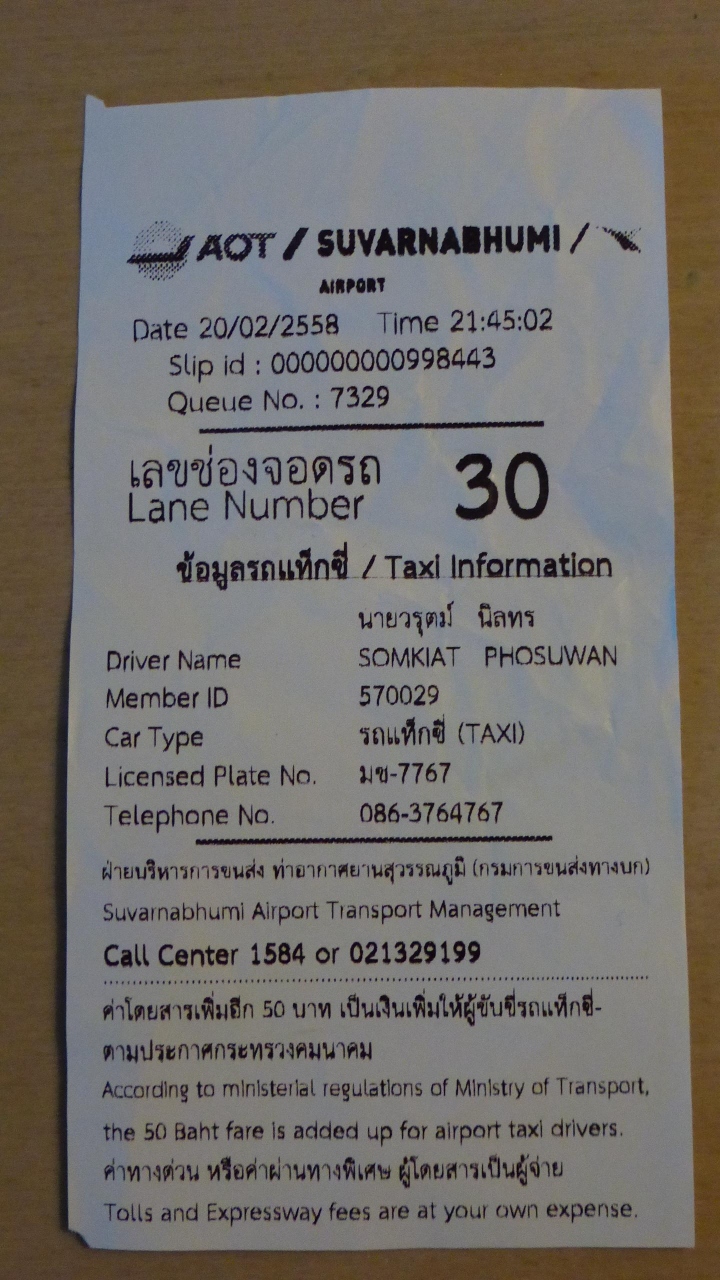 AOT / SUVARNABHUMI /
AIRPORT
Date 20/02/2558 Time 21:45:02
Slip id : 000000000998443
Queue No. : 7329
เลขช่องจอดรถ
Lane Number 30
ข้อมูลรถแท็กซี่ / Taxi Information
นายวรุตม์ นิลทร
Driver Name SOMKIAT PHOSUWAN
Member ID 570029
Car Type รถแท็กซี่ (TAXI)
Licensed Plate No. มข-7767
Telephone No. 086-3764767
ฝ่ายบริหารการขนส่ง ท่าอากาศยานสุวรรณภูมิ (กรมการขนส่งทางบก)
Suvarnabhumi Airport Transport Management
Call Center 1584 or 021329199
ค่าโดยสารเพิ่มอีก 50 บาท เป็นเงินเพิ่มให้ผู้ขับขี่รถแท็กซี่-
ตามประกาศกระทรวงคมนาคม
According to ministerial regulations of Ministry of Transport,
the 50 Baht fare is added up for airport taxi drivers.
ค่าทางด่วน หรือค่าผ่านทางพิเศษ ผู้โดยสารเป็นผู้จ่าย
Tolls and Expressway fees are at your own expense.